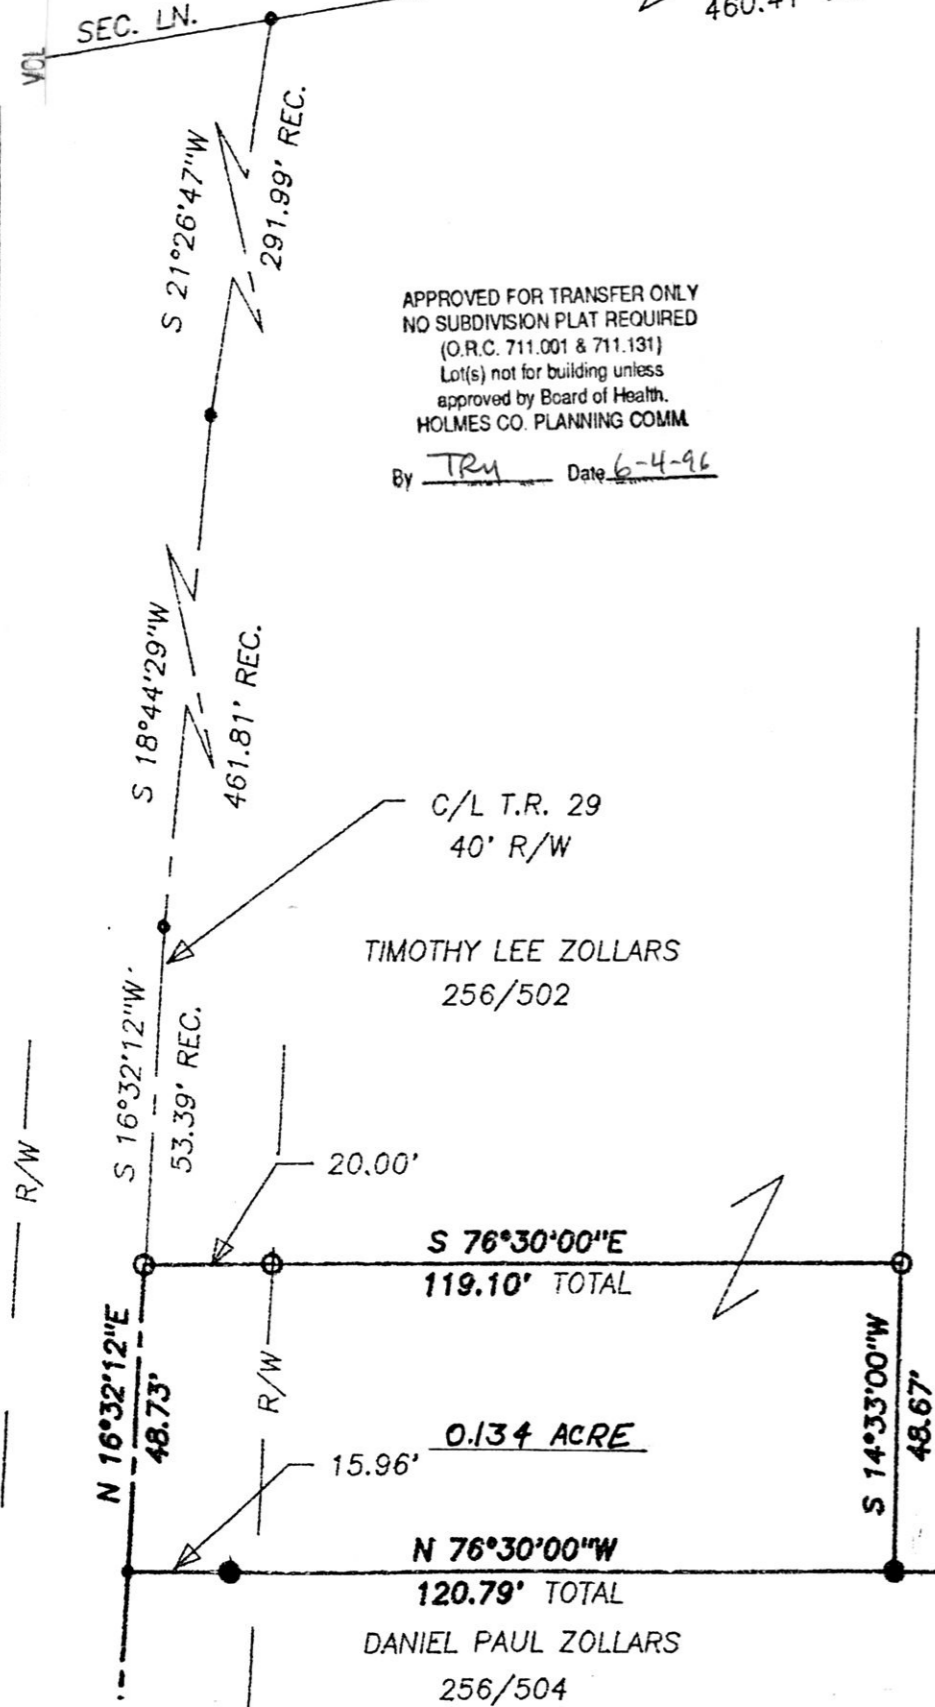 SEC. LN.
460.41'
VOL
S 21°26'47"W
291.99' REC.
APPROVED FOR TRANSFER ONLY
NO SUBDIVISION PLAT REQUIRED
(O.R.C. 711.001 & 711.131)
Lot(s) not for building unless
approved by Board of Health.
HOLMES CO. PLANNING COMM.
By TRY Date 6-4-96
S 18°44'29"W
461.81' REC.
C/L T.R. 29
40' R/W
TIMOTHY LEE ZOLLARS
256/502
S 16°32'12"W
53.39' REC.
R/W
20.00'
S 76°30'00"E
119.10' TOTAL
N 16°32'12"E
48.73'
R/W
0.134 ACRE
15.96'
S 14°33'00"W
48.67'
N 76°30'00"W
120.79' TOTAL
DANIEL PAUL ZOLLARS
256/504